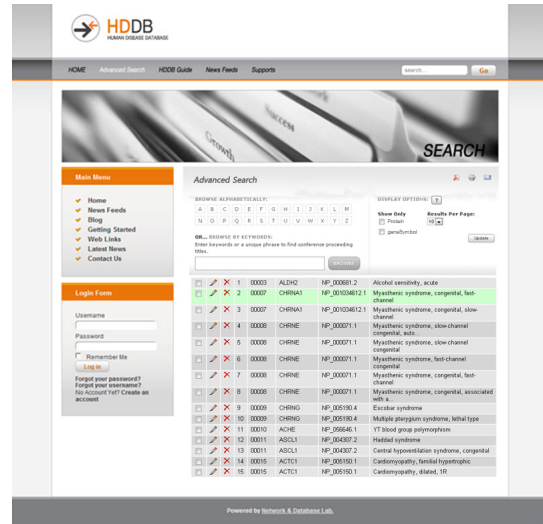 HDDB
HUMAN DISEASE DATABASE
HOME Advanced Search HDDB Guide News Feeds Supports search... Go
Growth
Success
SEARCH
Main Menu
Home
News Feeds
Blog
Getting Started
Web Links
Latest News
Contact Us
Login Form
Username
Password
Remember Me
Log in
Forgot your password?
Forgot your username?
No Account Yet? Create an
account
Advanced Search
BROWSE ALPHABETICALLY:
A B C D E F G H I J K L M
N O P Q R S T U V W X Y Z
OR... BROWSE BY KEYWORDS:
Enter keywords or a unique phrase to find conference proceeding
titles.
BROWSE
DISPLAY OPTIONS: [?]
Show Only Results Per Page:
Protein 10
geneSymbol
Update
1 00003 ALDH2 NP_000681.2 Alcohol sensitivity, acute
2 00007 CHRNA1 NP_001034612.1 Myasthenic syndrome, congenital, fast-
channel
3 00007 CHRNA1 NP_001034612.1 Myasthenic syndrome, congenital, slow-
channel
4 00008 CHRNE NP_000071.1 Myasthenic syndrome, slow-channel
congenital, auto...
5 00008 CHRNE NP_000071.1 Myasthenic syndrome, slow-channel
congenital
6 00008 CHRNE NP_000071.1 Myasthenic syndrome, fast-channel
congenital
7 00008 CHRNE NP_000071.1 Myasthenic syndrome, congenital, fast-
channel
8 00008 CHRNE NP_000071.1 Myasthenic syndrome, congenital, associated
with a...
9 00009 CHRNG NP_005190.4 Escobar syndrome
10 00009 CHRNG NP_005190.4 Multiple pterygium syndrome, lethal type
11 00010 ACHE NP_056646.1 YT blood group polymorphism
12 00011 ASCL1 NP_004307.2 Haddad syndrome
13 00011 ASCL1 NP_004307.2 Central hypoventilation syndrome, congenital
14 00015 ACTC1 NP_005150.1 Cardiomyopathy, familial hypertrophic
15 00015 ACTC1 NP_005150.1 Cardiomyopathy, dilated, 1R
Powered by Network & Database Lab.